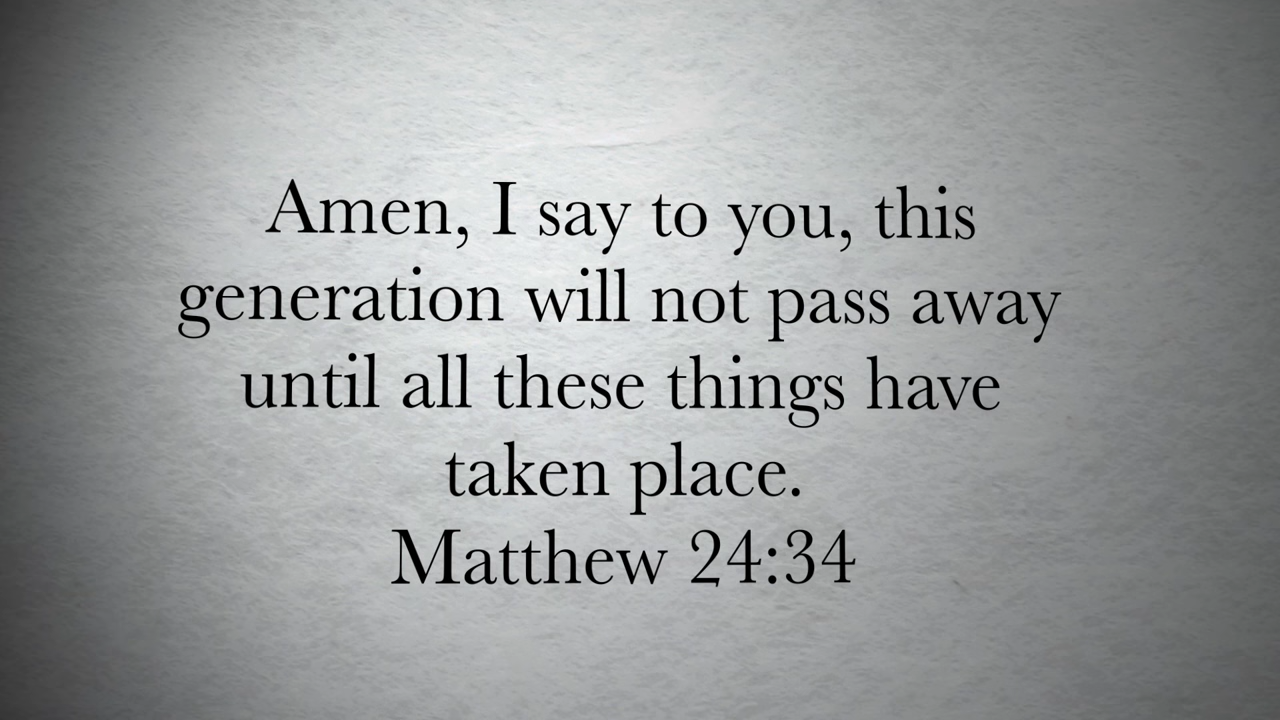 Amen, I say to you, this
generation will not pass away
until all these things have
taken place.
Matthew 24:34